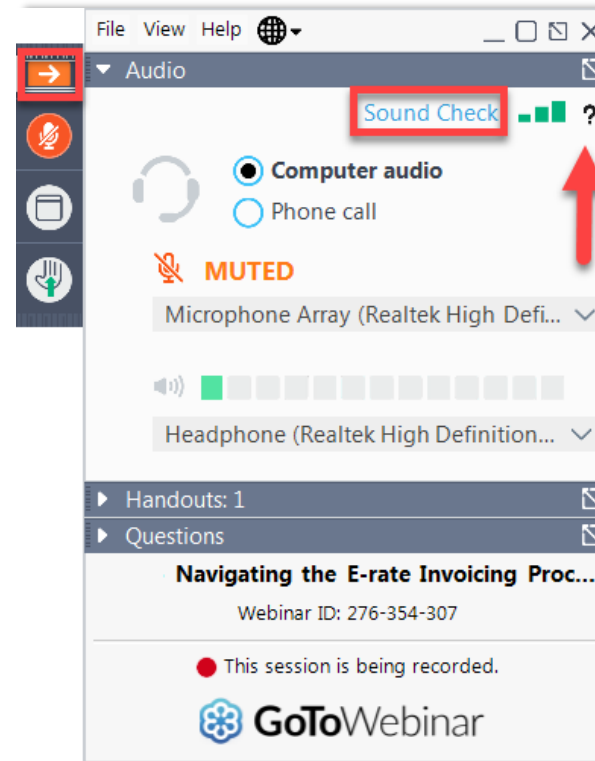 File View Help
Audio
Sound Check ?
Computer audio
Phone call
MUTED
Microphone Array (Realtek High Defi...
Headphone (Realtek High Definition...
Handouts: 1
Questions
Navigating the E-rate Invoicing Proc...
Webinar ID: 276-354-307
This session is being recorded.
GoToWebinar